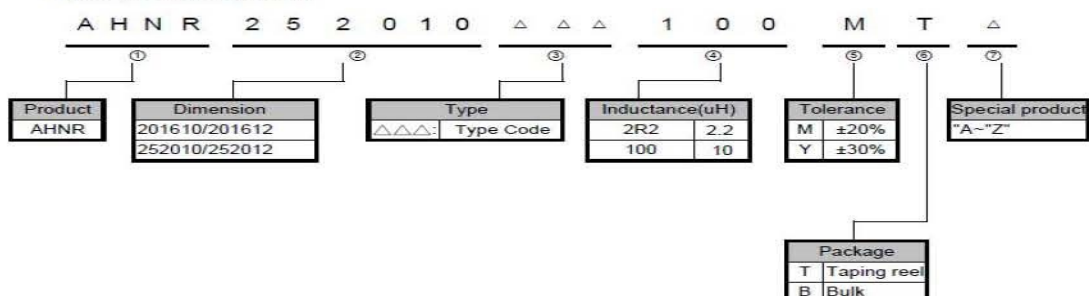 A H N R 2 5 2 0 1 0 △ △ △ 1 0 0 M T △
① ② ③ ④ ⑤ ⑥ ⑦
Product
AHNR
Dimension
201610/201612
252010/252012
Type
△△△: Type Code
Inductance(uH)
2R2 2.2
100 10
Tolerance
M ±20%
Y ±30%
Special product
"A~"Z"
Package
T Taping reel
B Bulk